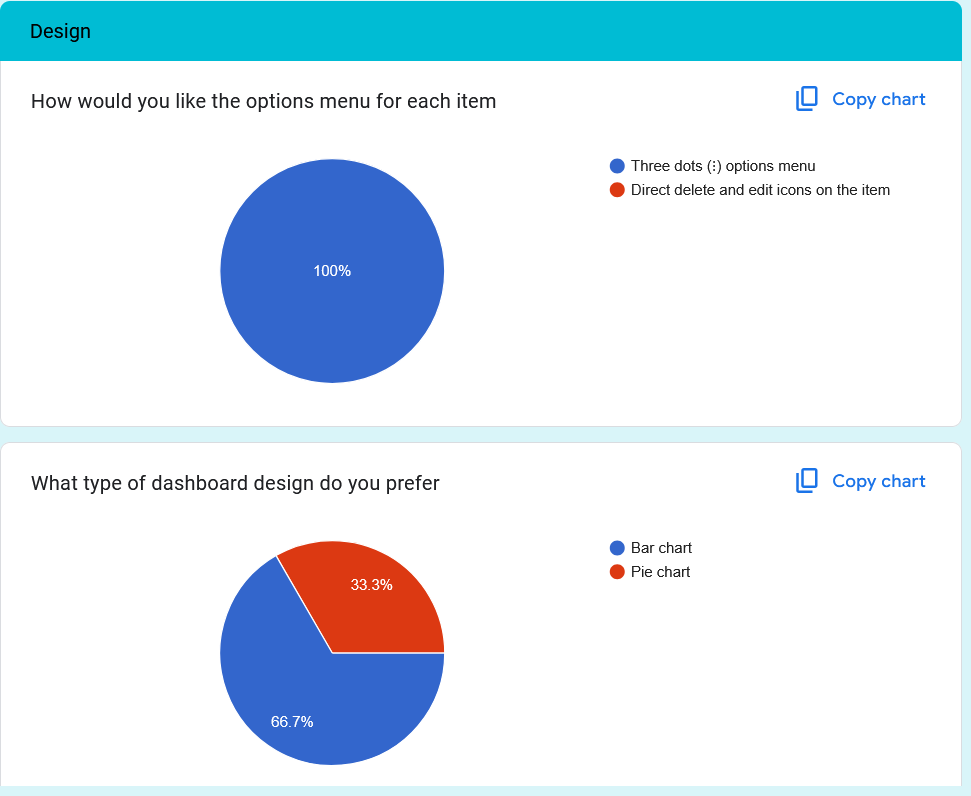 Design
How would you like the options menu for each item
Copy chart
Three dots (⋮) options menu
Direct delete and edit icons on the item
100%
What type of dashboard design do you prefer
Copy chart
Bar chart
Pie chart
33.3%
66.7%